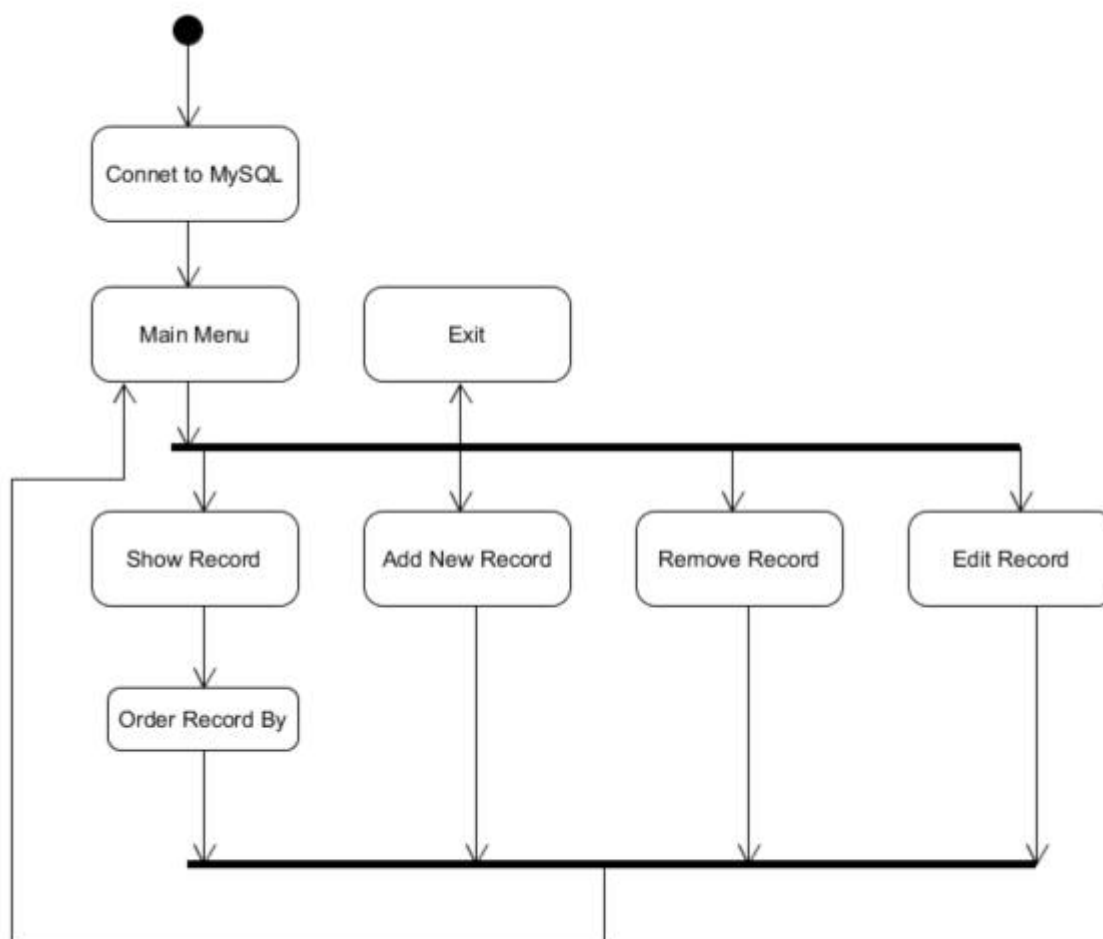 Connet to MySQL
Main Menu
Exit
Show Record
Add New Record
Remove Record
Edit Record
Order Record By